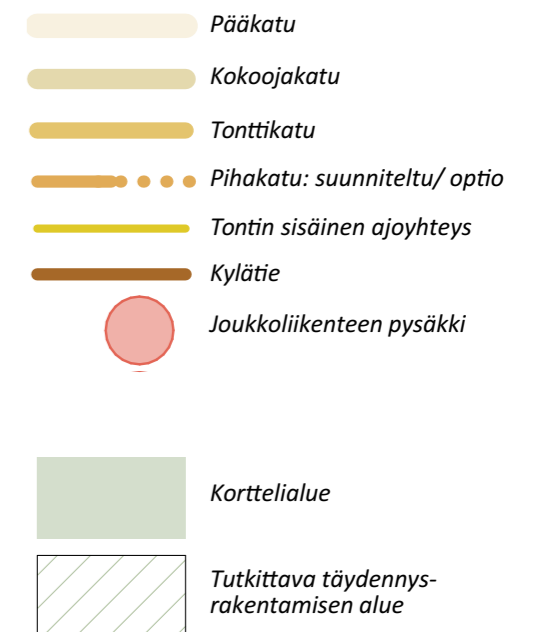 Pääkatu
Kokoojakatu
Tonttikatu
Pihakatu: suunniteltu/ optio
Tontin sisäinen ajoyhteys
Kylätie
Joukkoliikenteen pysäkki
Korttelialue
Tutkittava täydennys-
rakentamisen alue